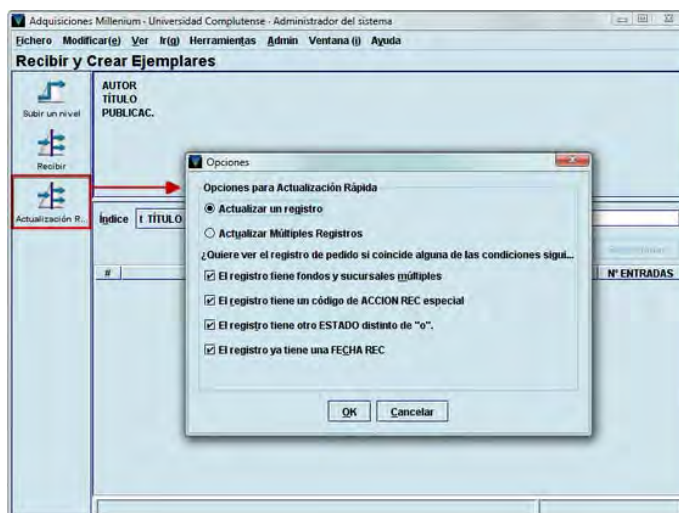 Adquisiciones Millenium - Universidad Complutense - Administrador del sistema
Fichero Modificar(e) Ver Ir(g) Herramientas Admin Ventana (i) Ayuda
Recibir y Crear Ejemplares
Subir un nivel
Recibir
Actualización R...
AUTOR
TÍTULO
PUBLICAC.
Opciones
Opciones para Actualización Rápida
Actualizar un registro
Actualizar Múltiples Registros
¿Quiere ver el registro de pedido si coincide alguna de las condiciones sigui...
El registro tiene fondos y sucursales múltiples
El registro tiene un código de ACCION REC especial
El registro tiene otro ESTADO distinto de "o".
El registro ya tiene una FECHA REC
OK Cancelar
Índice t TÍTULO
# Nº ENTRADAS